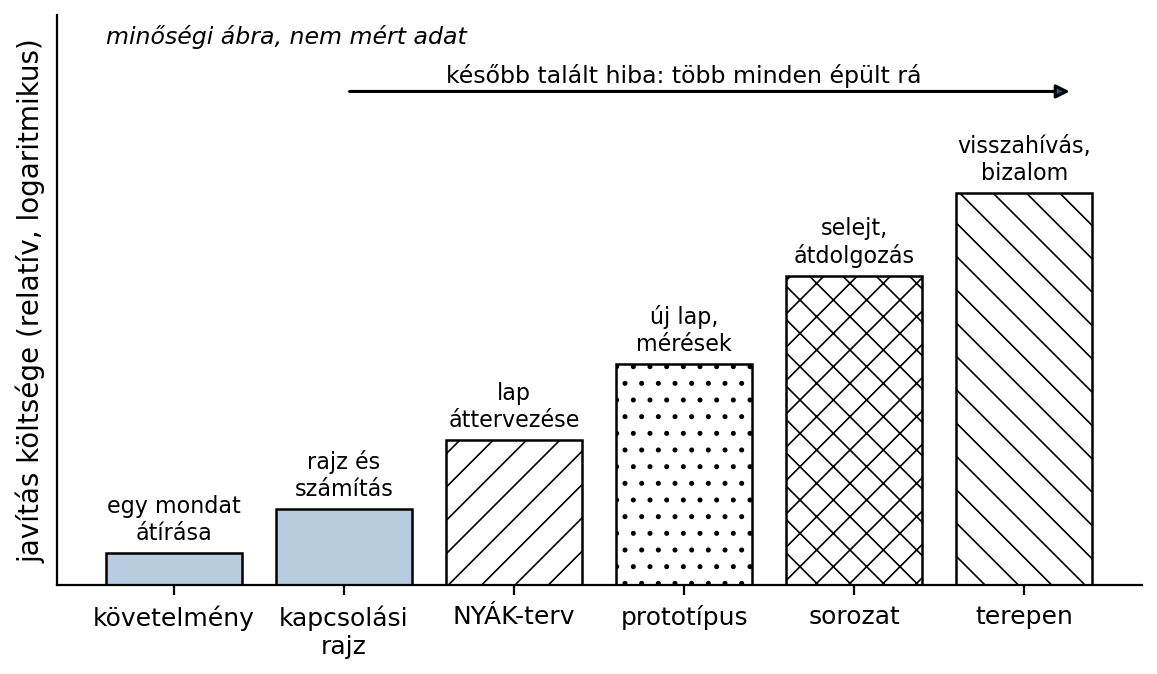 minőségi ábra, nem mért adat
később talált hiba: több minden épült rá
javítás költsége (relatív, logaritmikus)
egy mondat
átírása
rajz és
számítás
lap
áttervezése
új lap,
mérések
selejt,
átdolgozás
visszahívás,
bizalom
követelmény
kapcsolási
rajz
NYÁK-terv
prototípus
sorozat
terepen